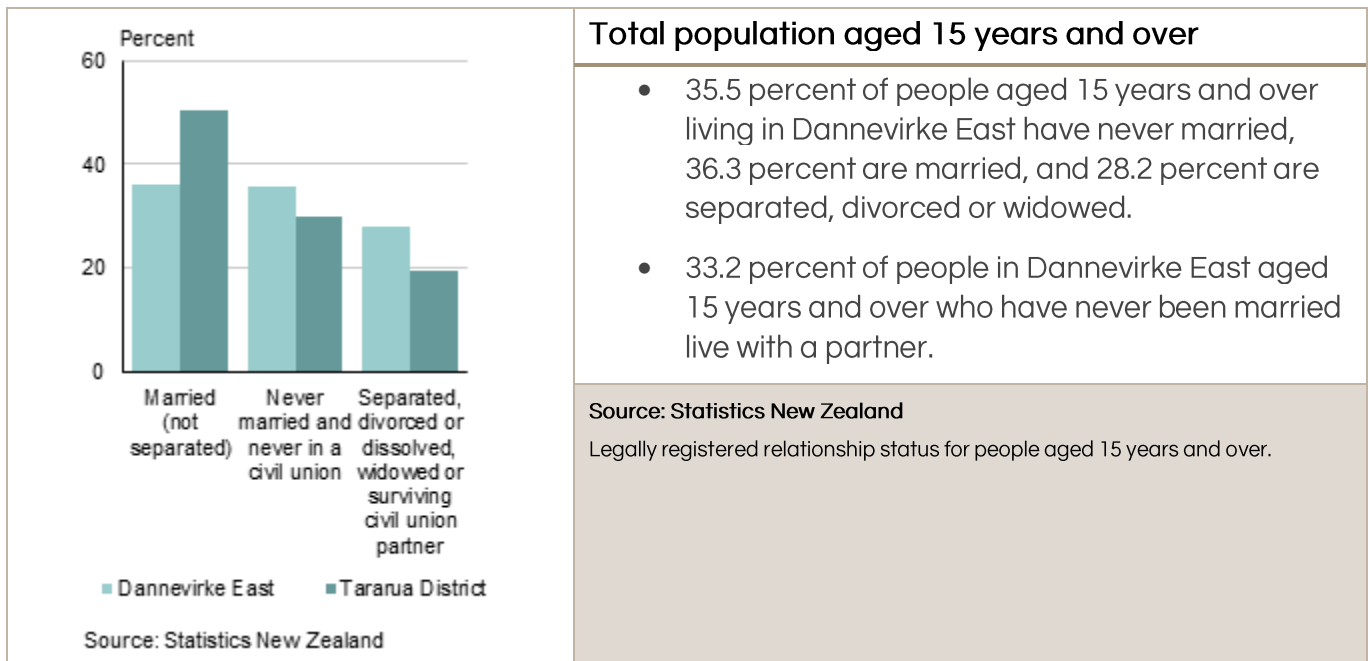 Percent
60
40
20
0
Married
(not
separated)
Never
married and
never in a
civil union
Separated,
divorced or
dissolved,
widowed or
surviving
civil union
partner
Dannevirke East
Tararua District
Source: Statistics New Zealand
Total population aged 15 years and over
• 35.5 percent of people aged 15 years and over
living in Dannevirke East have never married,
36.3 percent are married, and 28.2 percent are
separated, divorced or widowed.
• 33.2 percent of people in Dannevirke East aged
15 years and over who have never been married
live with a partner.
Source: Statistics New Zealand
Legally registered relationship status for people aged 15 years and over.